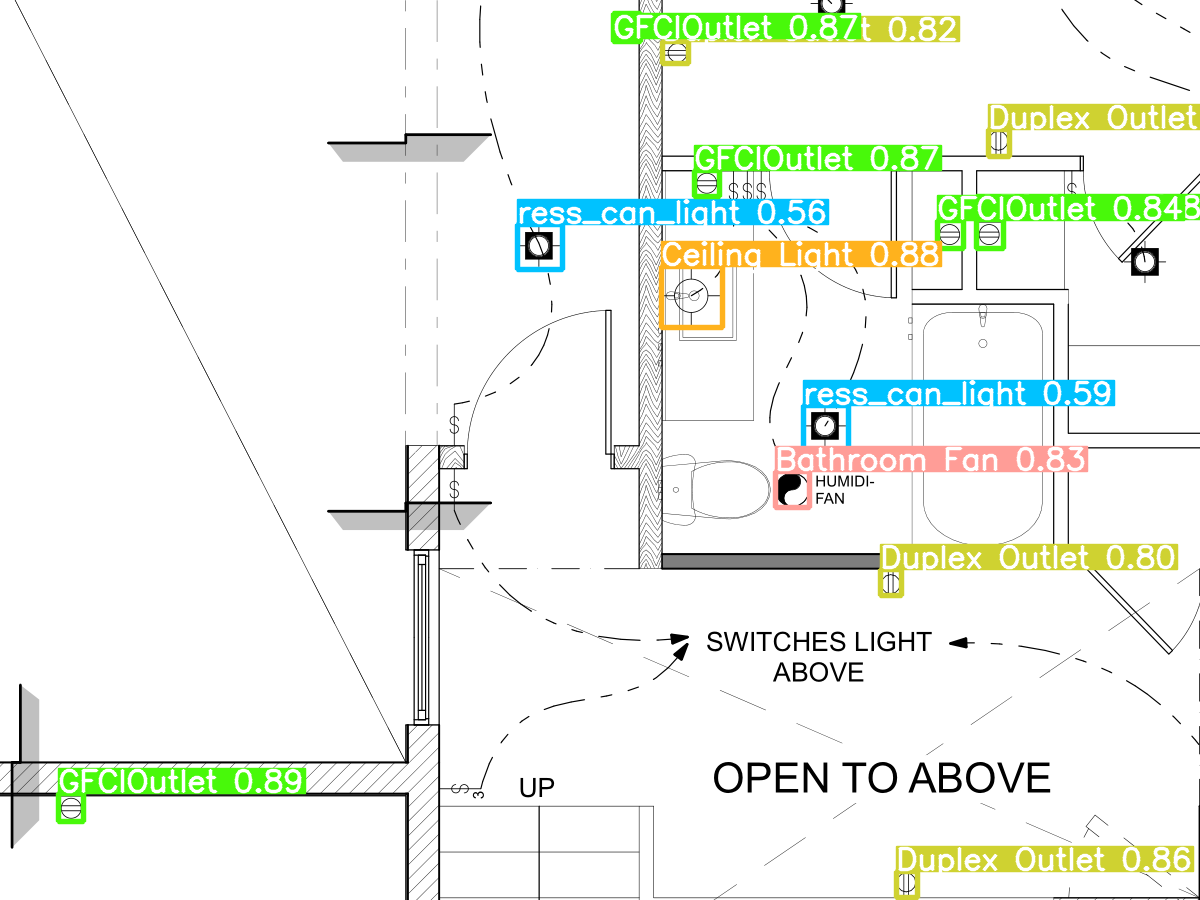 GFCIOutlet 0.87
t 0.82
Duplex Outlet
GFCIOutlet 0.87
S S S
S
ress_can_light 0.56
GFCIOutlet 0.84
Ceiling Light 0.88
ress_can_light 0.59
S
Bathroom Fan 0.83
S
HUMIDI-
FAN
Duplex Outlet 0.80
SWITCHES LIGHT
ABOVE
GFCIOutlet 0.89
S 3
UP
OPEN TO ABOVE
Duplex Outlet 0.86